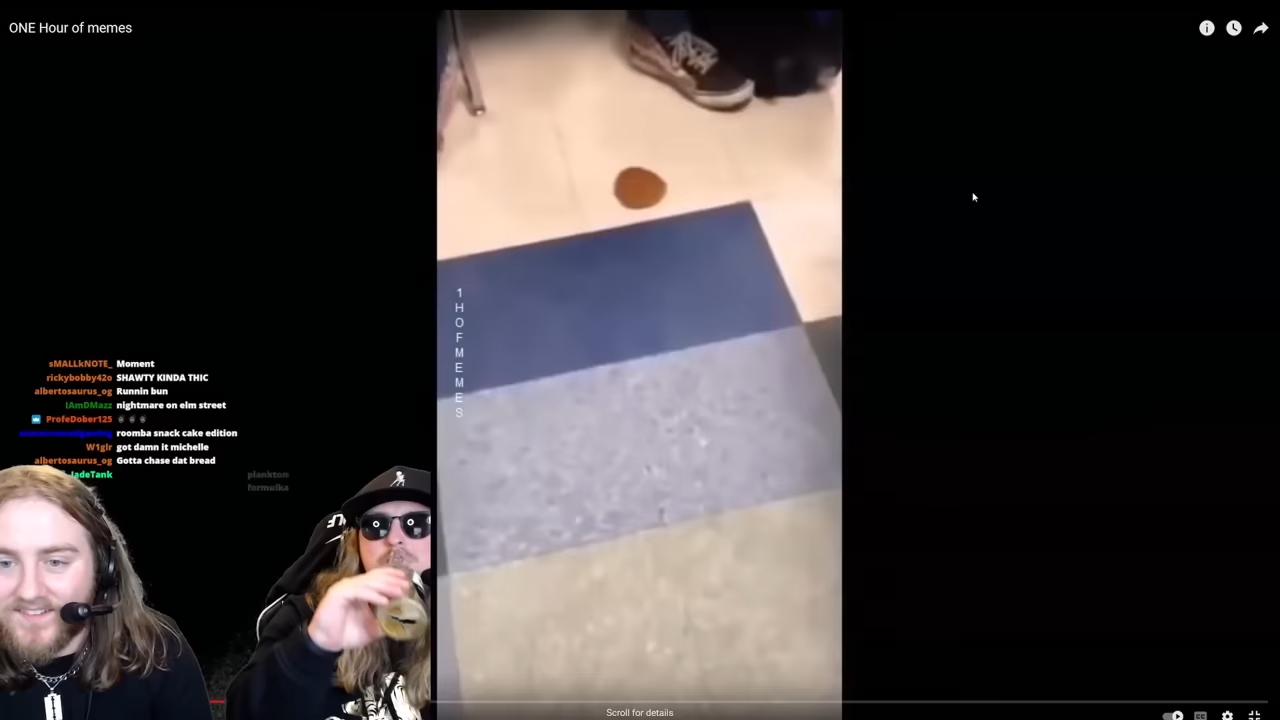 ONE Hour of memes
1HOFMEMES
sMALLkNOTE_ Moment
rickybobby42o SHAWTY KINDA THIC
albertosaurus_og Runnin bun
IAmDMazz nightmare on elm street
ProfeDober125
roomba snack cake edition
W1glr got damn it michelle
albertosaurus_og Gotta chase dat bread
JadeTank
plankton
formulka
Scroll for details